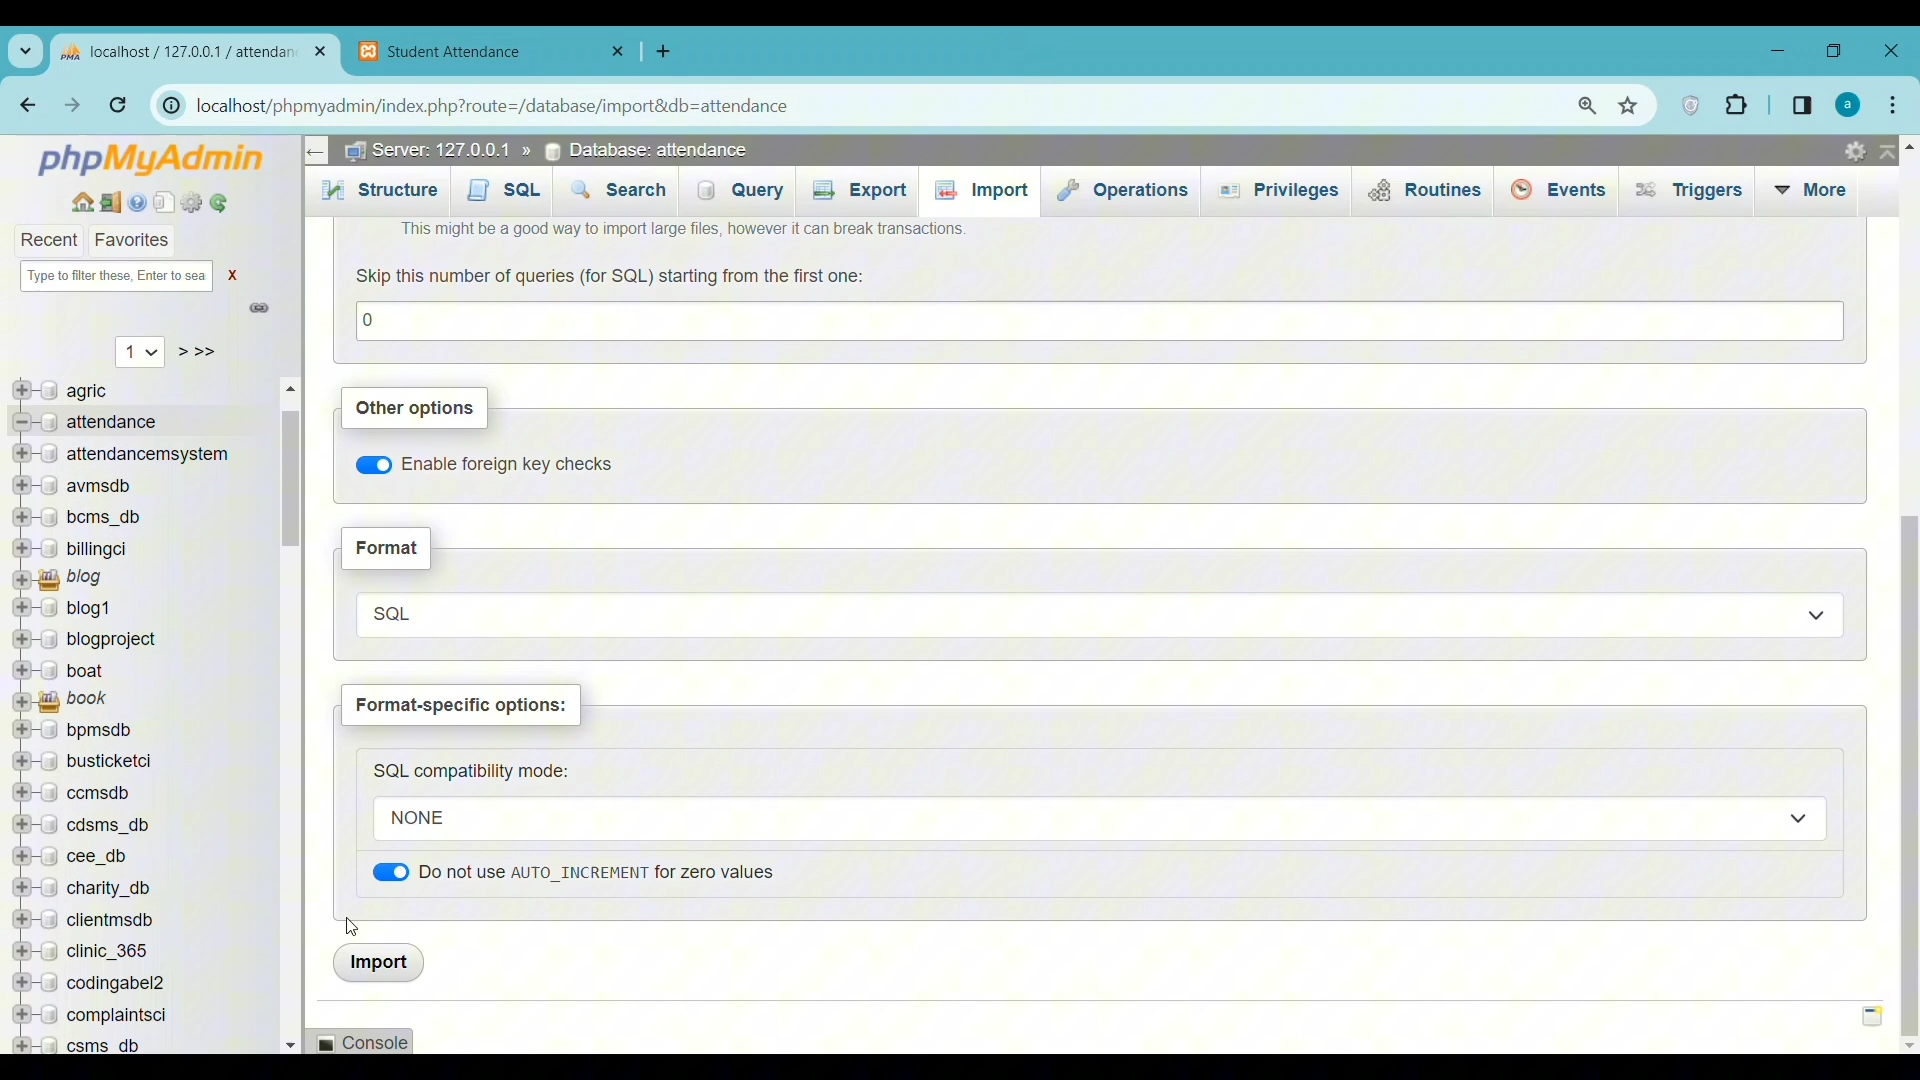 localhost / 127.0.0.1 / attendan
Student Attendance
localhost/phpmyadmin/index.php?route=/database/import&db=attendance
a
phpMyAdmin
Recent
Favorites
Type to filter these, Enter to sea
X
1
> >>
agric
attendance
attendancemsystem
avmsdb
bcms_db
billingci
blog
blog1
blogproject
boat
book
bpmsdb
busticketci
ccmsdb
cdsms_db
cee_db
charity_db
clientmsdb
clinic_365
codingabel2
complaintsci
csms_db
Server: 127.0.0.1 » Database: attendance
Structure
SQL
Search
Query
Export
Import
Operations
Privileges
Routines
Events
Triggers
More
This might be a good way to import large files, however it can break transactions.
Skip this number of queries (for SQL) starting from the first one:
0
Other options
Enable foreign key checks
Format
SQL
Format-specific options:
SQL compatibility mode:
NONE
Do not use AUTO_INCREMENT for zero values
Import
Console